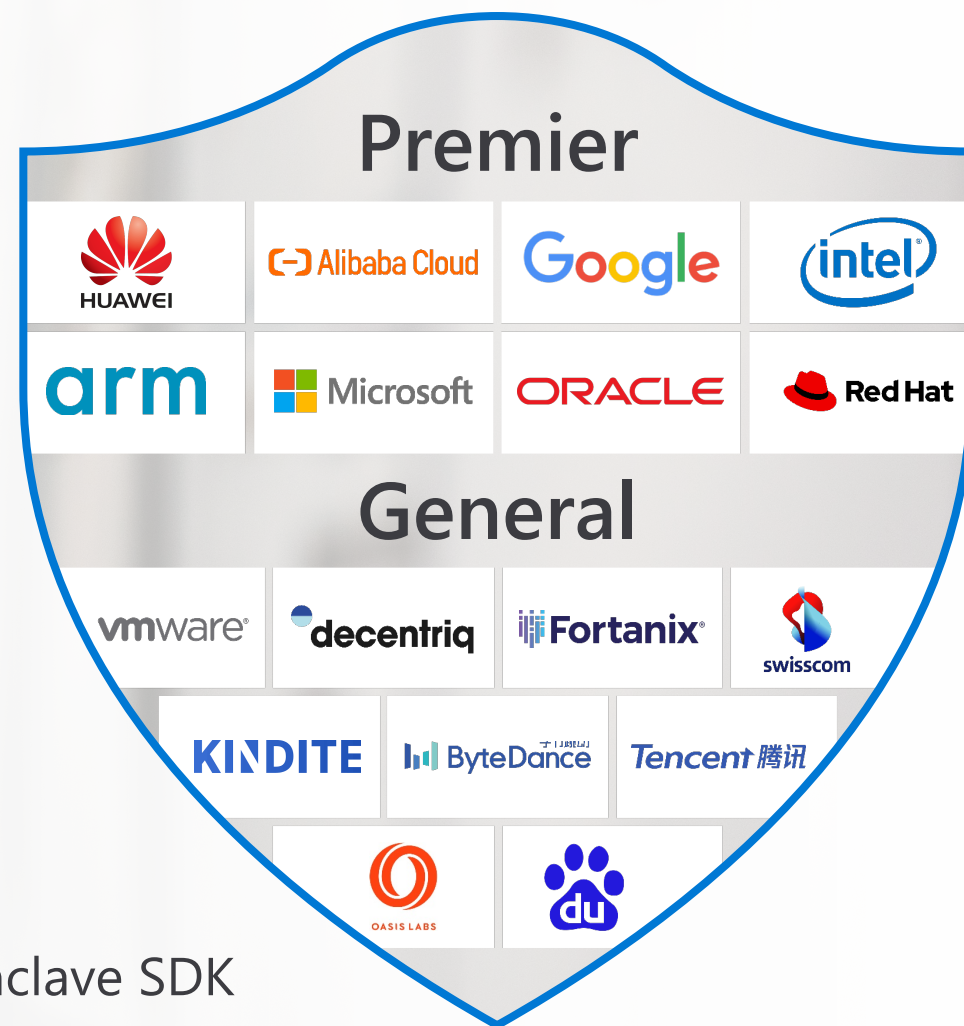 Premier
HUAWEI
Alibaba Cloud
Google
intel®
arm
Microsoft
ORACLE
Red Hat
General
vmware®
decentriq
Fortanix®
swisscom
KINDITE
ByteDance
Tencent 腾讯
OASIS LABS
du
nclave SDK